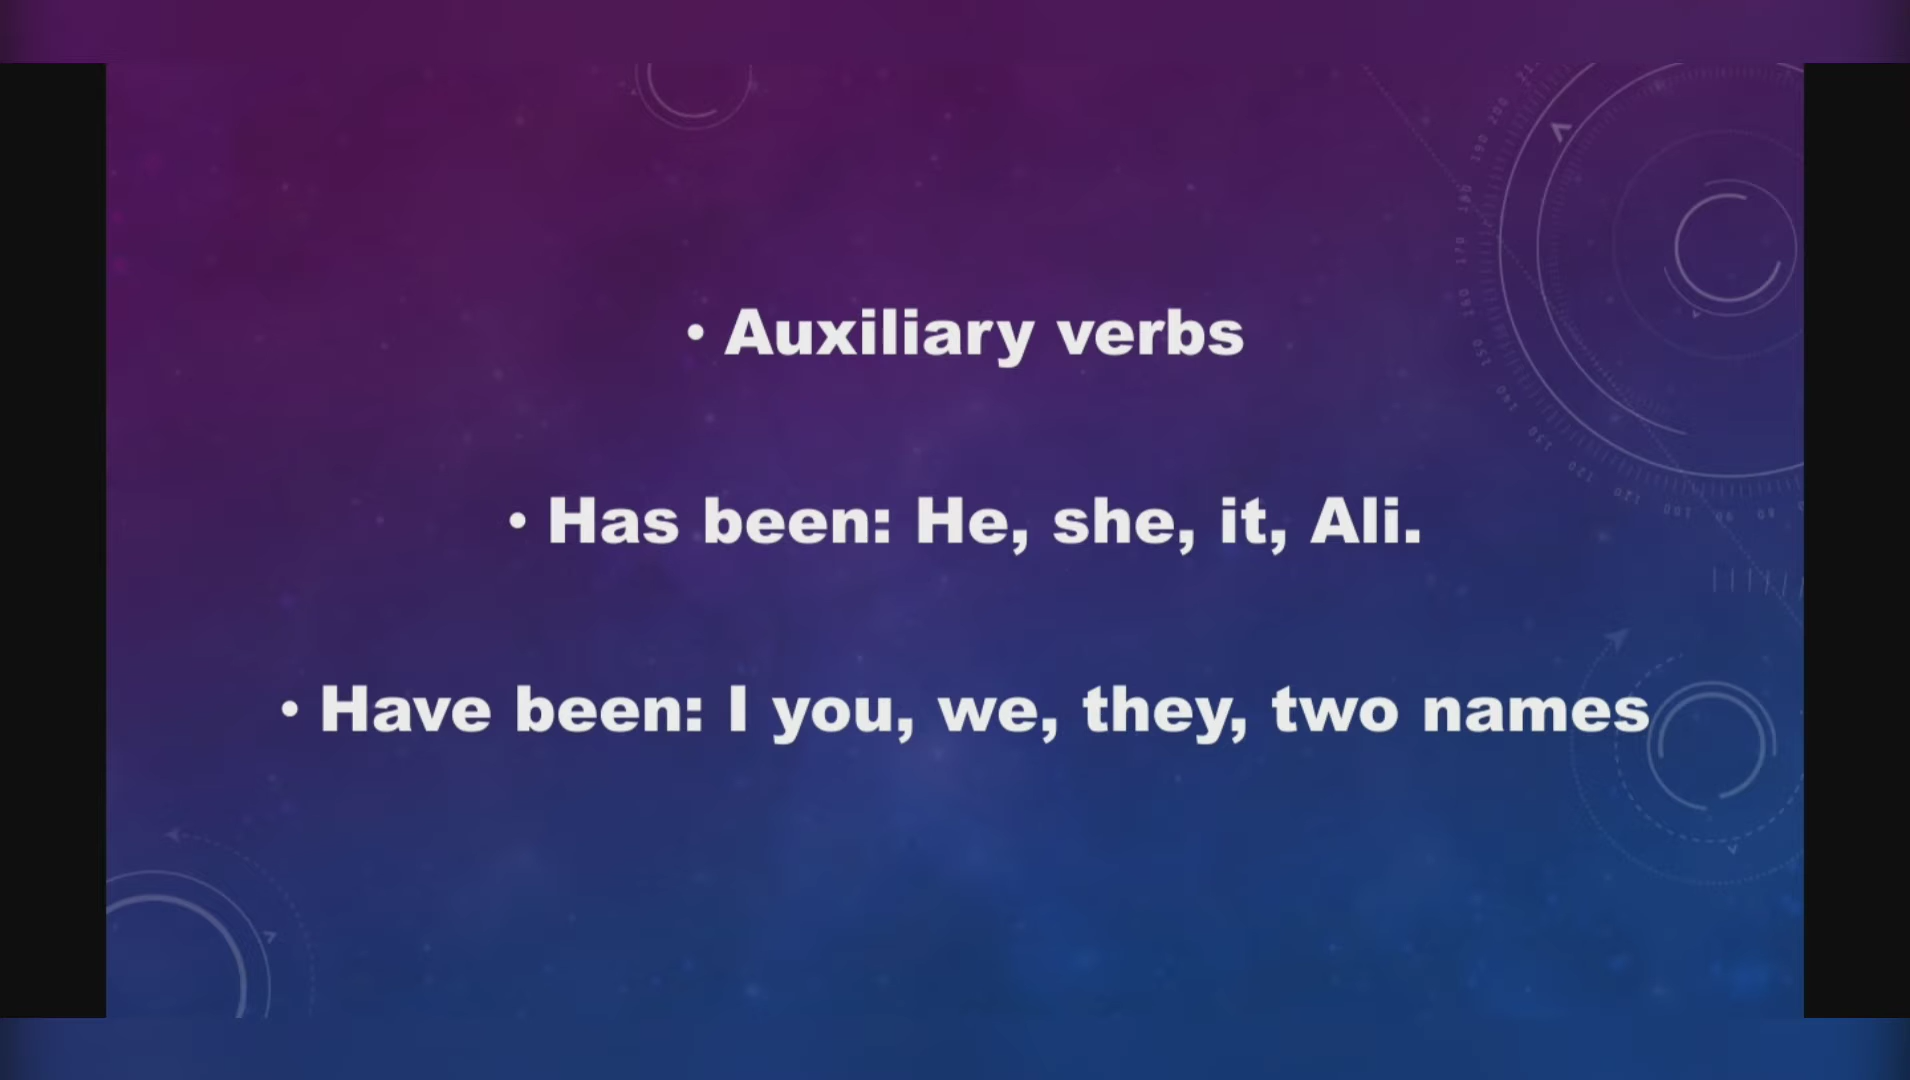 • Auxiliary verbs
• Has been: He, she, it, Ali.
• Have been: I you, we, they, two names